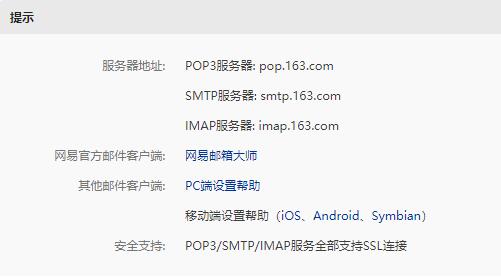 提示
服务器地址: POP3服务器: pop.163.com
SMTP服务器: smtp.163.com
IMAP服务器: imap.163.com
网易官方邮件客户端: 网易邮箱大师
其他邮件客户端: PC端设置帮助
移动端设置帮助（iOS、Android、Symbian）
安全支持: POP3/SMTP/IMAP服务全部支持SSL连接